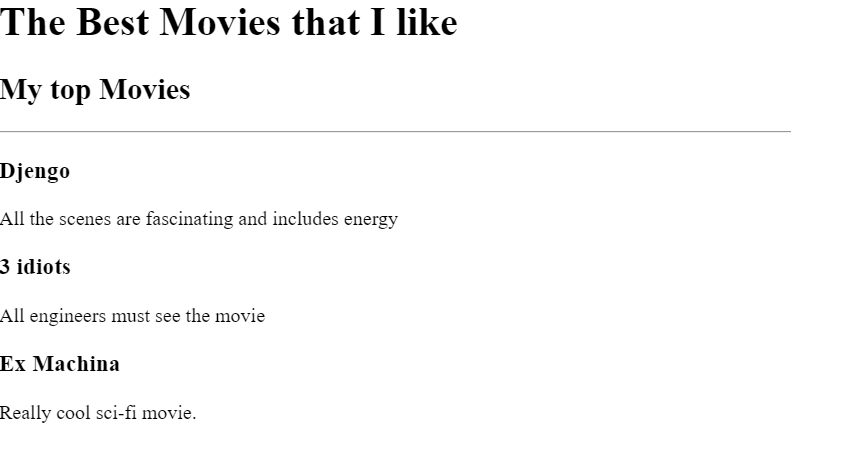 The Best Movies that I like
My top Movies
Djengo
All the scenes are fascinating and includes energy
3 idiots
All engineers must see the movie
Ex Machina
Really cool sci-fi movie.